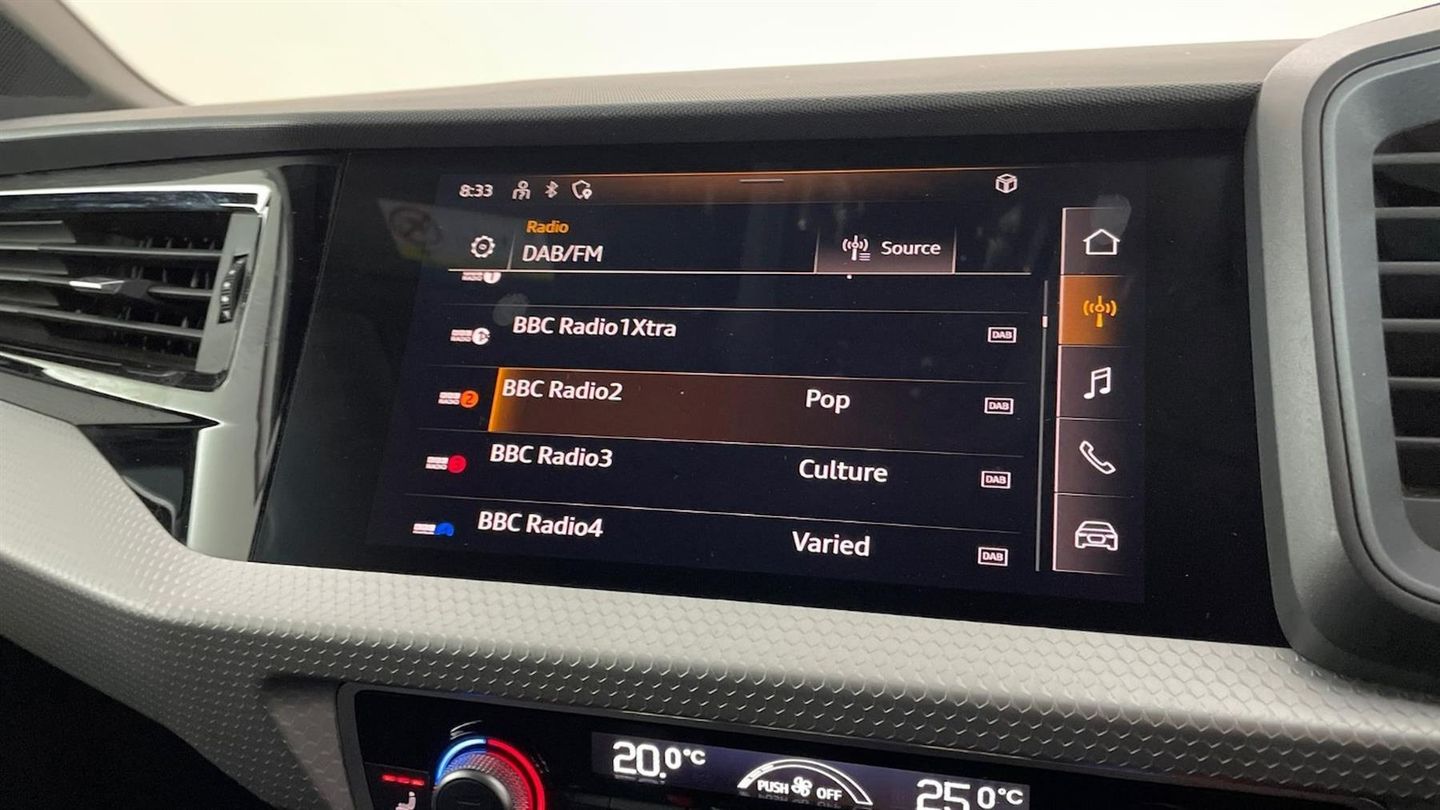 8:33
Radio
DAB/FM
Source
BBC Radio1Xtra DAB
BBC Radio2 Pop DAB
BBC Radio3 Culture DAB
BBC Radio4 Varied DAB
20.0°C
PUSH OFF
25.0°C